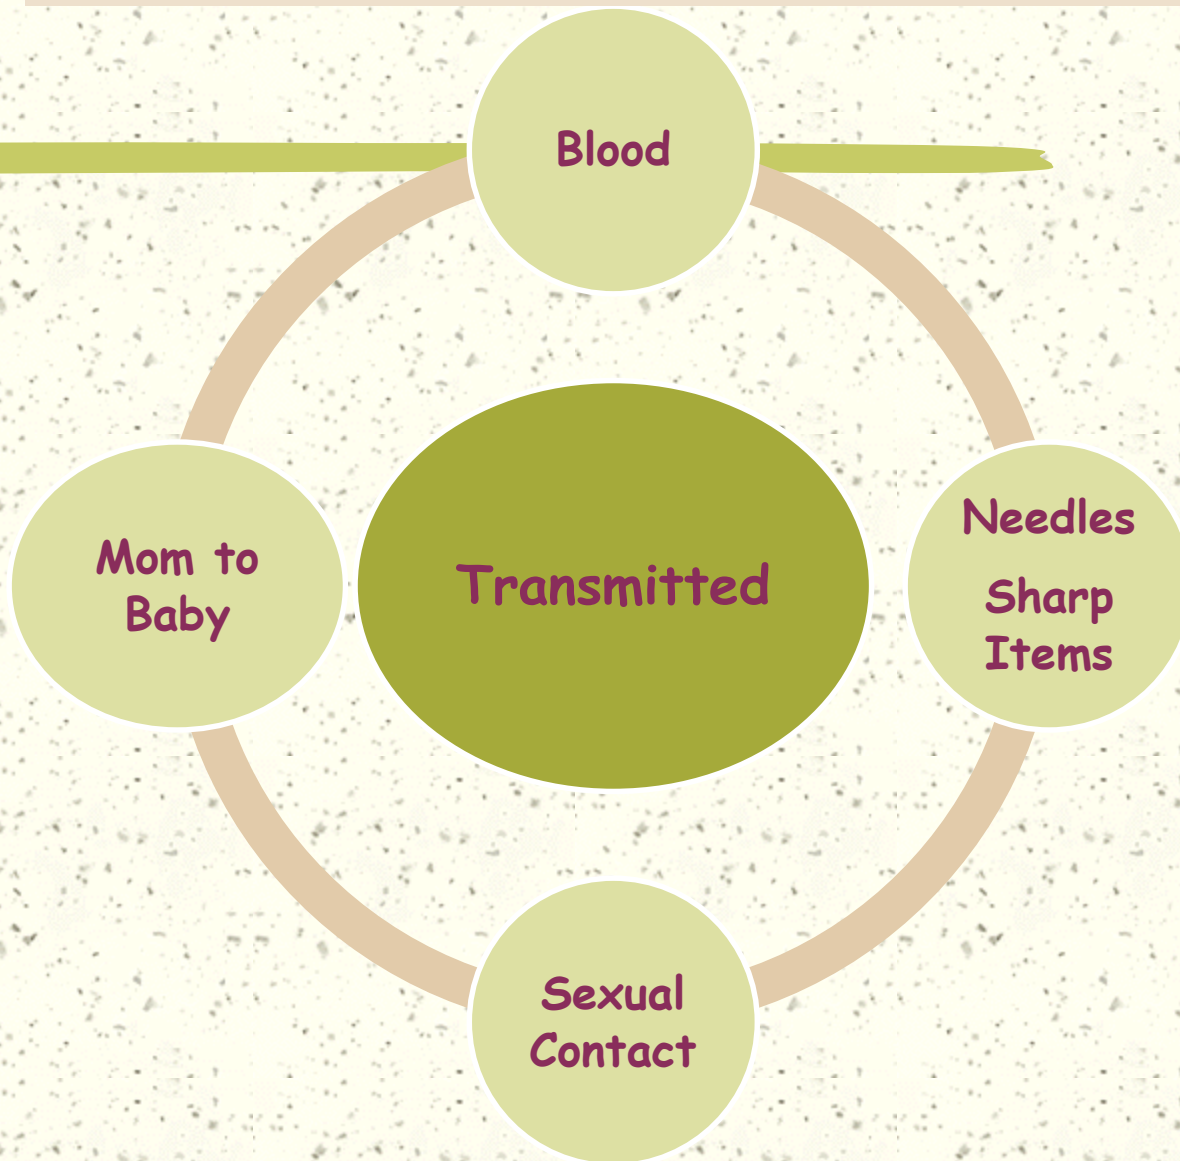 Blood
Mom to
Baby
Transmitted
Needles
Sharp
Items
Sexual
Contact